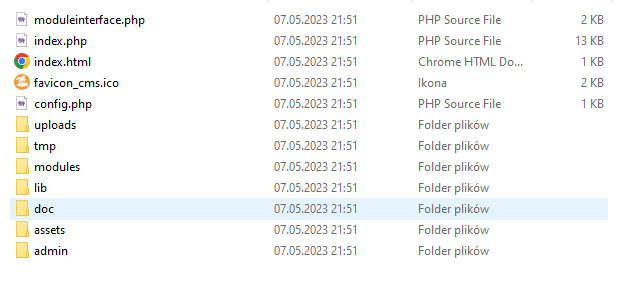 moduleinterface.php 07.05.2023 21:51 PHP Source File 2 KB
index.php 07.05.2023 21:51 PHP Source File 13 KB
index.html 07.05.2023 21:51 Chrome HTML Do... 1 KB
favicon_cms.ico 07.05.2023 21:51 Ikona 2 KB
config.php 07.05.2023 21:51 PHP Source File 1 KB
uploads 07.05.2023 21:51 Folder plików
tmp 07.05.2023 21:51 Folder plików
modules 07.05.2023 21:51 Folder plików
lib 07.05.2023 21:51 Folder plików
doc 07.05.2023 21:51 Folder plików
assets 07.05.2023 21:51 Folder plików
admin 07.05.2023 21:51 Folder plików